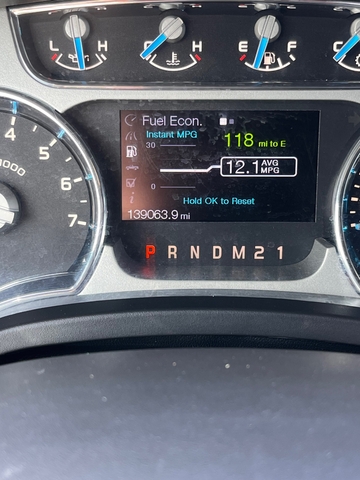 L H C H E F C
Fuel Econ.
Instant MPG
30
118 mi to E
12.1 AVG MPG
0
Hold OK to Reset
139063.9 mi
4
5
6
7
000
P R N D M 2 1